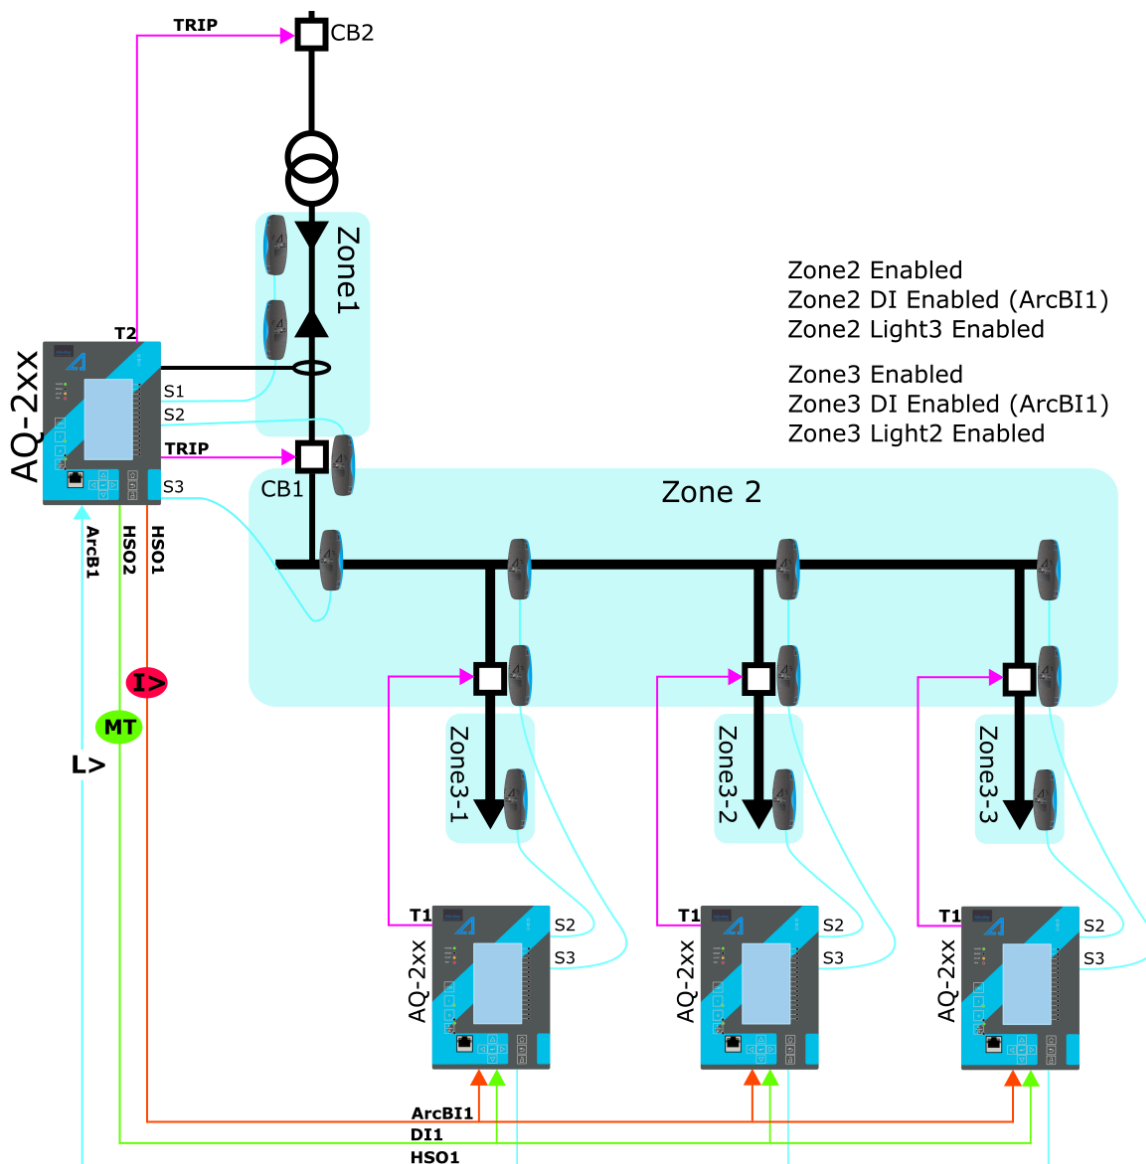 TRIP
CB2
Zone1
Zone2 Enabled
Zone2 DI Enabled (ArcBI1)
Zone2 Light3 Enabled
Zone3 Enabled
Zone3 DI Enabled (ArcBI1)
Zone3 Light2 Enabled
T2
AQ-2xx
S1
S2
TRIP
S3
CB1
Zone 2
ArcB1
HSO2
HSO1
I>
MT
L>
Zone3-1
Zone3-2
Zone3-3
T1
AQ-2xx
S2
S3
T1
AQ-2xx
S2
S3
T1
AQ-2xx
S2
S3
ArcBI1
DI1
HSO1